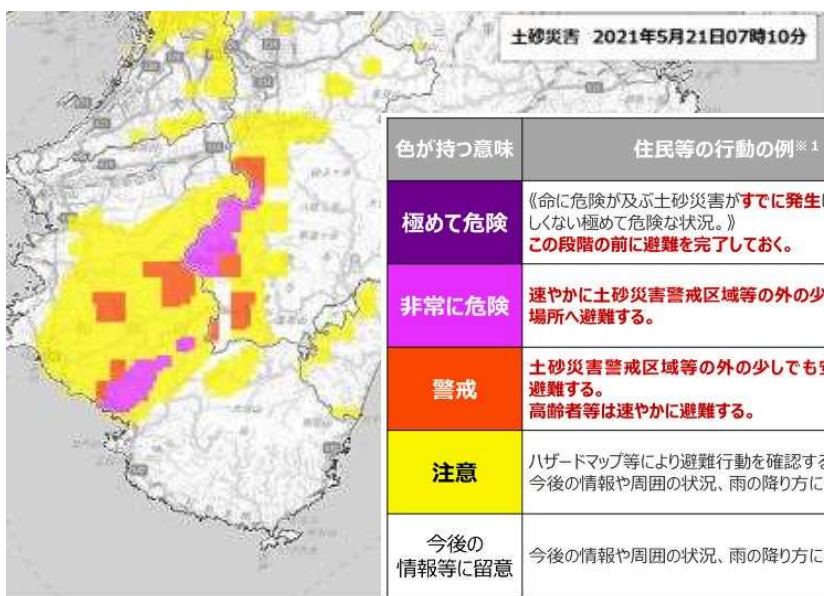 土砂災害 2021年5月21日07時10分
色が持つ意味
住民等の行動の例※1
極めて危険
《命に危険が及ぶ土砂災害がすでに発生
しくない極めて危険な状況。》
この段階の前に避難を完了しておく。
非常に危険
速やかに土砂災害警戒区域等の外の少
場所へ避難する。
警戒
土砂災害警戒区域等の外の少しでも
避難する。
高齢者等は速やかに避難する。
注意
ハザードマップ等により避難行動を確認する
今後の情報や周囲の状況、雨の降り方に
今後の
情報等に留意
今後の情報や周囲の状況、雨の降り方に